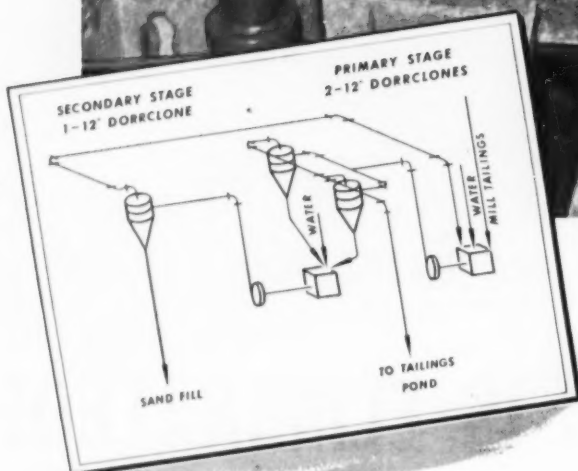 SECONDARY STAGE
1-12" DORRCLONE
PRIMARY STAGE
2-12" DORRCLONES
WATER
WATER
MILL TAILINGS
SAND FILL
TO TAILINGS
POND